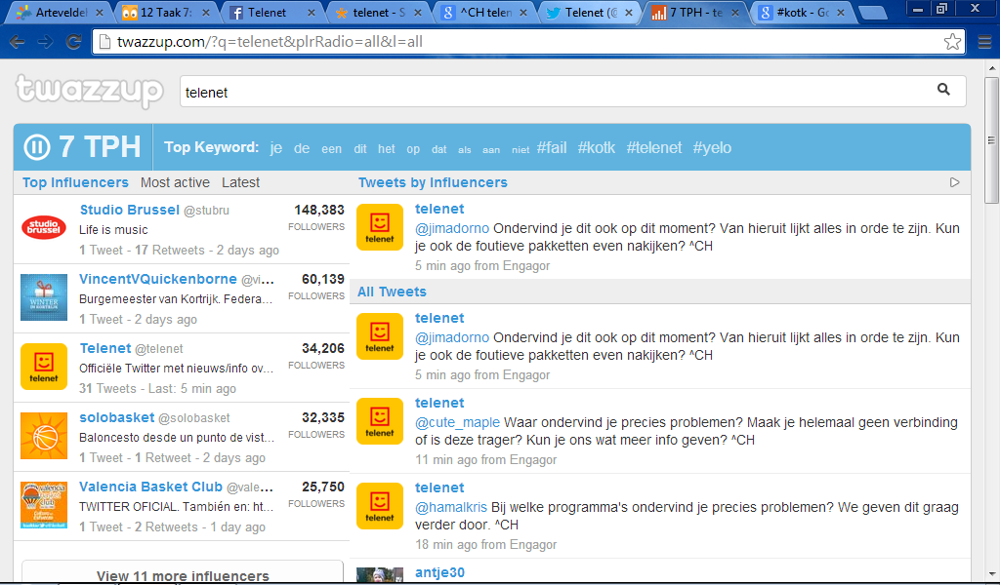 Arteveldel
12 Taak 7:
Telenet
telenet - S
^CH telen
Telenet (@
7 TPH - te
#kotk - Go
twazzup.com/?q=telenet&plrRadio=all&l=all
twazzup
telenet
7 TPH
Top Keyword: je de een dit het op dat als aan niet #fail #kotk #telenet #yelo
Top Influencers Most active Latest
Studio Brussel @stubru 148,383
studio brussel
Life is music FOLLOWERS
1 Tweet - 17 Retweets - 2 days ago
VincentVQuickenborne @vi... 60,139
WINTER
IN KORTRIJK
Burgemeester van Kortrijk. Federa... FOLLOWERS
1 Tweet - 2 days ago
Telenet @telenet 34,206
telenet
Officiële Twitter met nieuws/info ov... FOLLOWERS
31 Tweets - Last: 5 min ago
solobasket @solobasket 32,335
Baloncesto desde un punto de vist... FOLLOWERS
1 Tweet - 1 Retweet - 2 days ago
Valencia Basket Club @vale... 25,750
TWITTER OFICIAL. También en: ht... FOLLOWERS
1 Tweet - 2 Retweets - 1 day ago
View 11 more influencers
Tweets by Influencers
telenet
telenet
@jimadorno Ondervind je dit ook op dit moment? Van hieruit lijkt alles in orde te zijn. Kun
je ook de foutieve pakketten even nakijken? ^CH
5 min ago from Engagor
All Tweets
telenet
telenet
@jimadorno Ondervind je dit ook op dit moment? Van hieruit lijkt alles in orde te zijn. Kun
je ook de foutieve pakketten even nakijken? ^CH
5 min ago from Engagor
telenet
telenet
@cute_maple Waar ondervind je precies problemen? Maak je helemaal geen verbinding
of is deze trager? Kun je ons wat meer info geven? ^CH
11 min ago from Engagor
telenet
telenet
@hamalkris Bij welke programma's ondervind je precies problemen? We geven dit graag
verder door. ^CH
18 min ago from Engagor
antje30